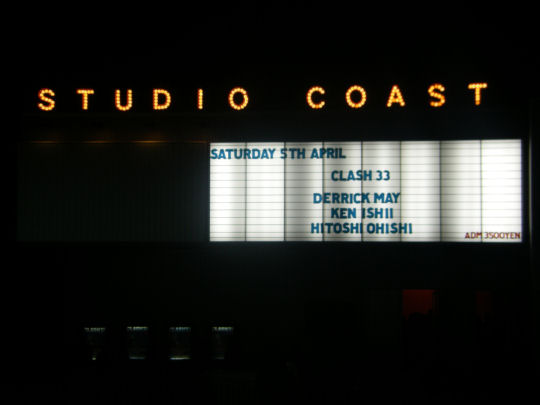 STUDIO COAST
SATURDAY 5TH APRIL
CLASH 33
DERRICK MAY
KEN ISHII
HITOSHI OHISHI
ADM 3500YEN